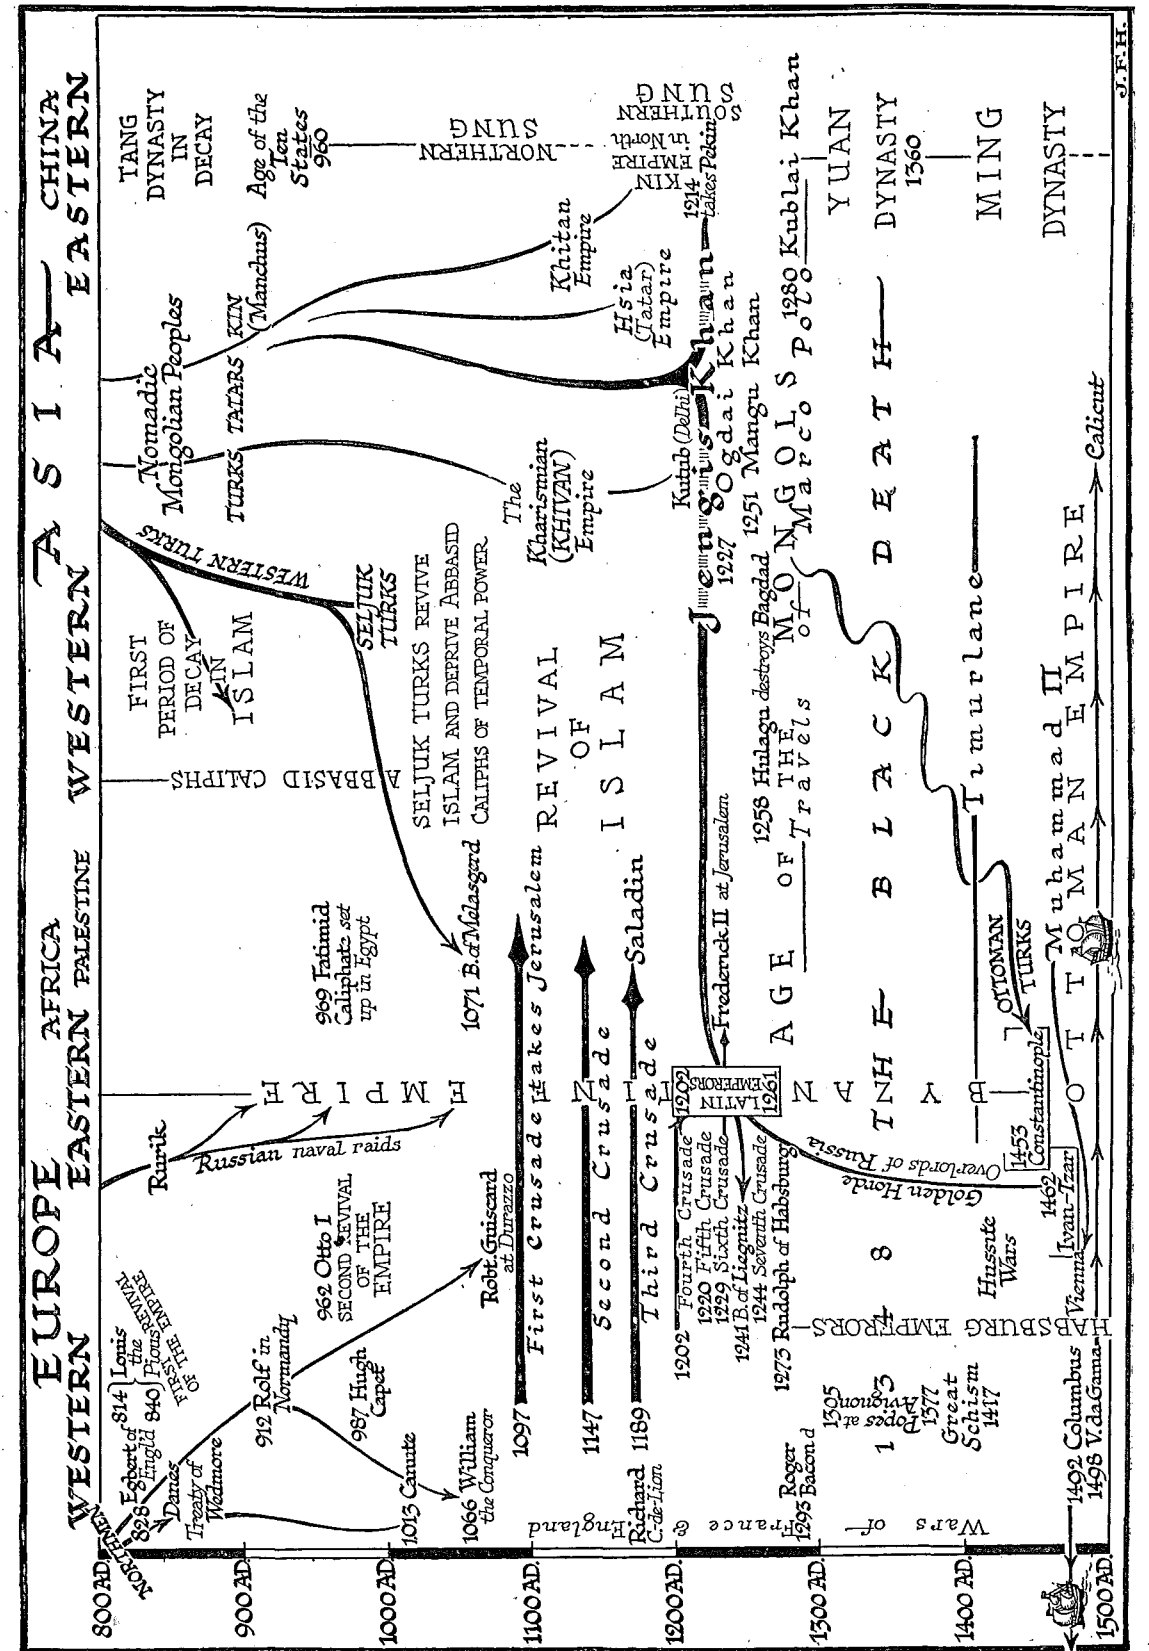 EUROPE
AFRICA
ASIA
CHINA
WESTERN
EASTERN
PALESTINE
WESTERN
EASTERN
800 A.D.
900 A.D.
1000 A.D.
1100 A.D.
1200 A.D.
1300 A.D.
1400 A.D.
1500 A.D.
NORTHMEN
828 Egbert of
Engld
814
840
Louis
the
Pious
FIRST REVIVAL
OF THE EMPIRE
Danes
Treaty of
Wedmore
912 Rolf in
Normandy
962 Otto I
SECOND REVIVAL
OF THE
EMPIRE
987 Hugh
Capet
1013 Canute
1066 William
the Conqueror
Robt. Guiscard
at Durazzo
Rurik
Russian naval raids
BYZANTINE EMPIRE
969 Fatimid
Caliphate set
up in Egypt
1071 B. of Melasgerd
ABBASID CALIPHS
FIRST
PERIOD OF
DECAY
IN
ISLAM
WESTERN TURKS
SELJUK
TURKS
SELJUK TURKS REVIVE
ISLAM AND DEPRIVE ABBASID
CALIPHS OF TEMPORAL POWER
Nomadic
Mongolian Peoples
TURKS TATARS KIN
(Manchus)
TANG
DYNASTY
IN
DECAY
Age of the
Ten
States
960
NORTHERN
SUNG
Khitan
Empire
KIN
EMPIRE
in North
SOUTHERN
SUNG
Hsia
(Tatar)
Empire
The
Kharismian
(KHIVAN)
Empire
Kutub (Delhi)
1097
First Crusade takes Jerusalem
REVIVAL
OF
ISLAM
1147
Second Crusade
Richard
C-de-Lion
1189
Third Crusade
Saladin
Wars of France & England
1202 Fourth Crusade
1202
LATIN
EMPERORS
1261
1220 Fifth Crusade
1229 Sixth Crusade
Frederick II at Jerusalem
1241 B. of Liegnitz
1244 Seventh Crusade
1214
takes Pekin
Jengis Khan
1227 Ogdai Khan
1251 Mangu Khan
1258 Hulagu destroys Bagdad
1273 Rudolph of Habsburg
HABSBURG EMPERORS
AGE OF THE MONGOLS
1280 Kublai Khan
Travels of Marco Polo
YUAN
DYNASTY
1360
Roger
1293 Bacon d
1305
Popes at
Avignon
1377
Great
Schism
1417
Golden Horde
Overlords of Russia
1348 THE BLACK DEATH
Timurlane
MING
DYNASTY
Hussite
Wars
OTTOMAN
TURKS
1453
Constantinople
1462
Ivan-Tzar
Muhammad II
OTTOMAN EMPIRE
Vienna
1492 Columbus
1498 V. da Gama
Calicut
J.F.H.